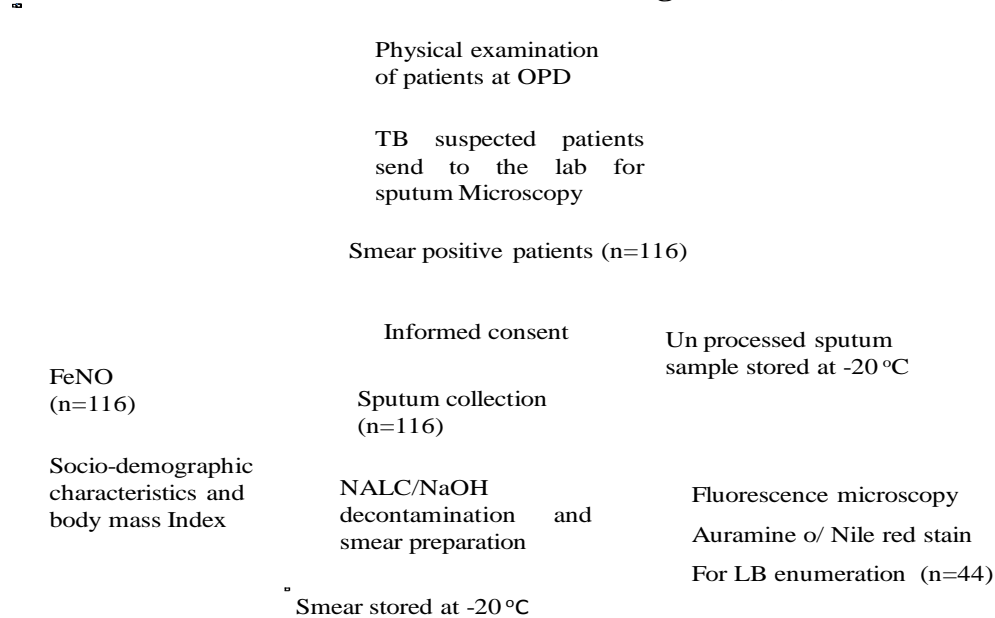 Physical examination
of patients at OPD
TB suspected patients
send to the lab for
sputum Microscopy
Smear positive patients (n=116)
Informed consent
Un processed sputum
sample stored at -20 °C
FeNO
(n=116)
Sputum collection
(n=116)
Socio-demographic
characteristics and
body mass Index
NALC/NaOH
decontamination and
smear preparation
Fluorescence microscopy
Auramine o/ Nile red stain
For LB enumeration (n=44)
Smear stored at -20 °C